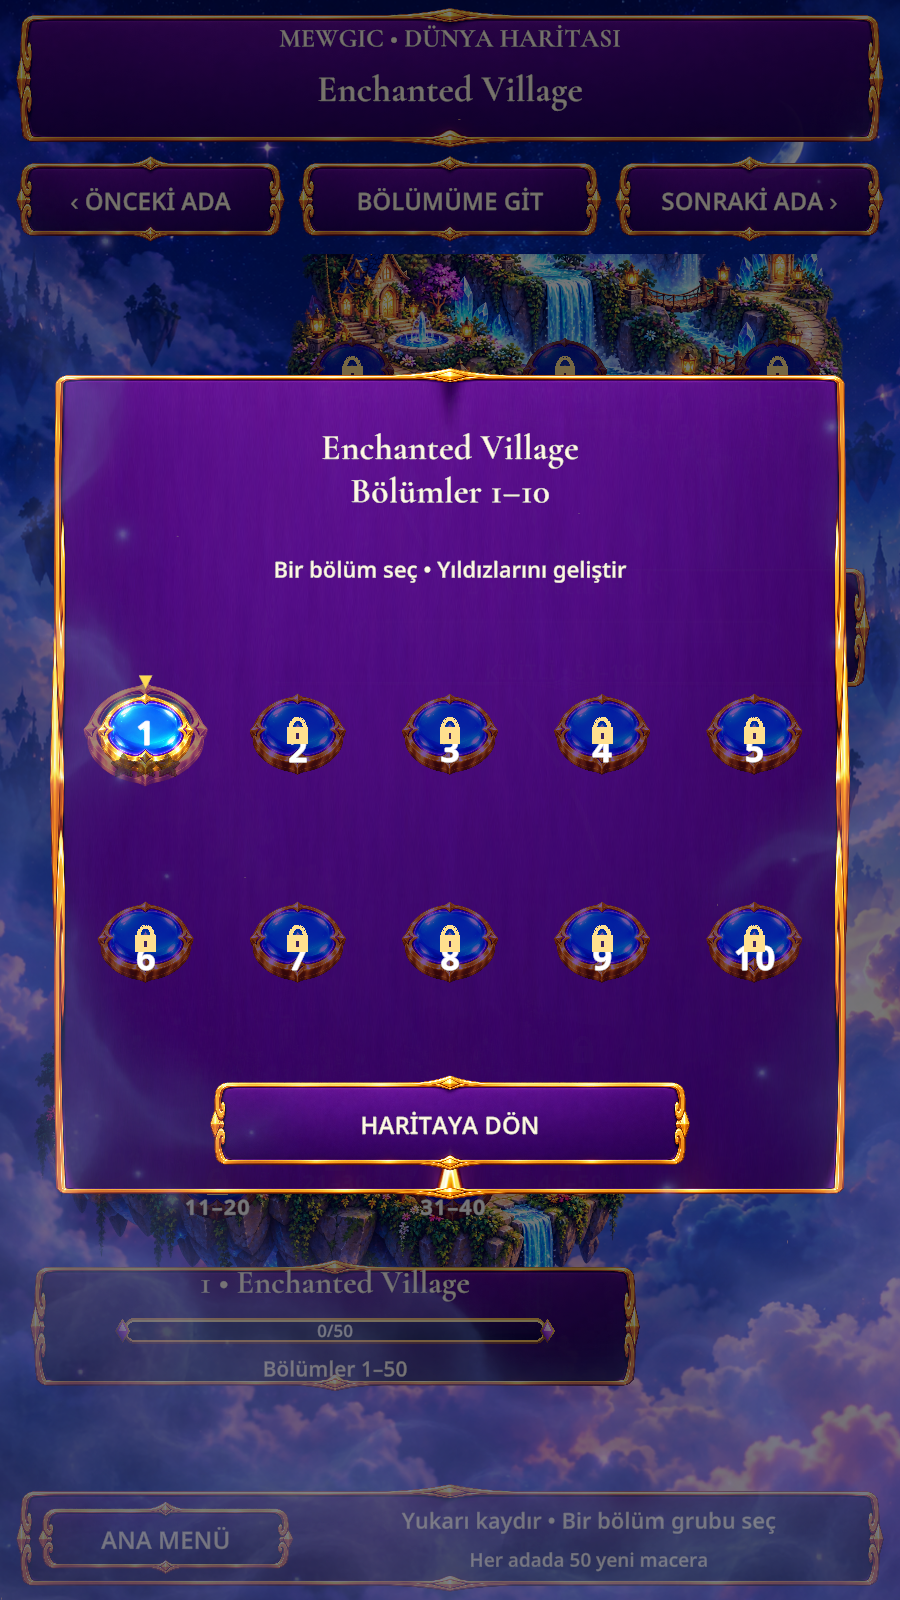 MEWGIC • DÜNYA HARİTASI
Enchanted Village
‹ ÖNCEKİ ADA
BÖLÜMÜME GİT
SONRAKİ ADA ›
Enchanted Village
Bölümler 1–10
Bir bölüm seç • Yıldızlarını geliştir
1
2
3
4
5
6
7
8
9
10
HARİTAYA DÖN
11–20
31–40
1 • Enchanted Village
0/50
Bölümler 1–50
ANA MENÜ
Yukarı kaydır • Bir bölüm grubu seç
Her adada 50 yeni macera